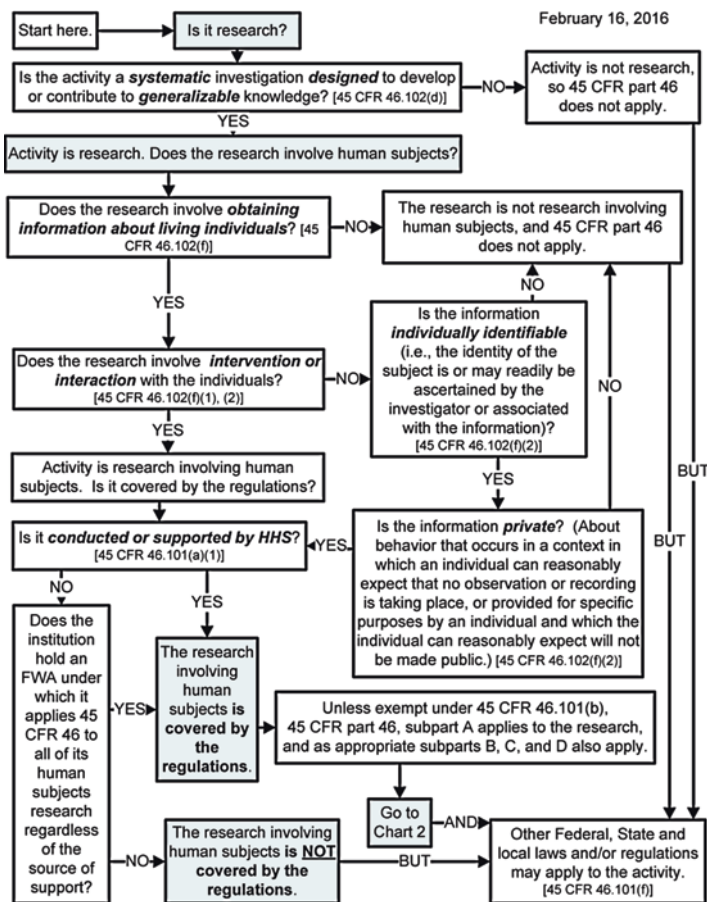 February 16, 2016
Start here.
Is it research?
Is the activity a systematic investigation designed to develop
or contribute to generalizable knowledge? [45 CFR 46.102(d)]
NO
Activity is not research,
so 45 CFR part 46
does not apply.
YES
Activity is research. Does the research involve human subjects?
Does the research involve obtaining
information about living individuals? [45
CFR 46.102(f)]
NO
The research is not research involving
human subjects, and 45 CFR part 46
does not apply.
YES
NO
Is the information
individually identifiable
(i.e., the identity of the
subject is or may readily be
ascertained by the
investigator or associated
with the information)?
[45 CFR 46.102(f)(2)]
NO
Does the research involve intervention or
interaction with the individuals?
[45 CFR 46.102(f)(1), (2)]
NO
YES
YES
BUT
Activity is research involving human
subjects. Is it covered by the regulations?
Is it conducted or supported by HHS?
[45 CFR 46.101(a)(1)]
YES
Is the information private? (About
behavior that occurs in a context in
which an individual can reasonably
expect that no observation or recording
is taking place, or provided for specific
purposes by an individual and which the
individual can reasonably expect will not
be made public.) [45 CFR 46.102(f)(2)]
BUT
NO
YES
Does the
institution
hold an
FWA under
which it
applies 45
CFR 46 to
all of its
human
subjects
research
regardless
of the
source of
support?
YES
The research
involving
human
subjects is
covered by
the
regulations.
Unless exempt under 45 CFR 46.101(b),
45 CFR part 46, subpart A applies to the research,
and as appropriate subparts B, C, and D also apply.
Go to
Chart 2
AND
NO
The research involving
human subjects is NOT
covered by the
regulations.
BUT
Other Federal, State and
local laws and/or regulations
may apply to the activity.
[45 CFR 46.101(f)]